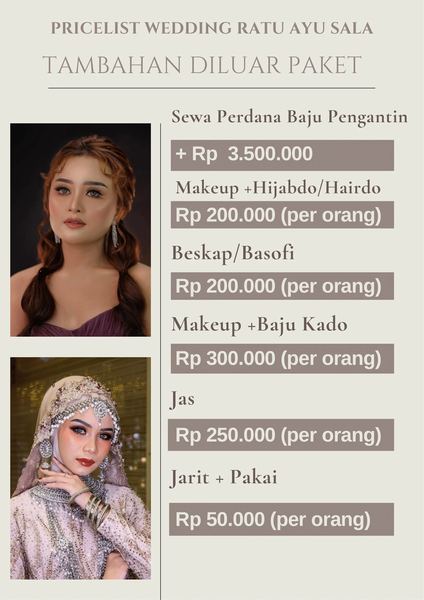 PRICELIST WEDDING RATU AYU SALA
TAMBAHAN DILUAR PAKET
Sewa Perdana Baju Pengantin
+ Rp 3.500.000
Makeup +Hijabdo/Hairdo
Rp 200.000 (per orang)
Beskap/Basofi
Rp 200.000 (per orang)
Makeup +Baju Kado
Rp 300.000 (per orang)
Jas
Rp 250.000 (per orang)
Jarit + Pakai
Rp 50.000 (per orang)